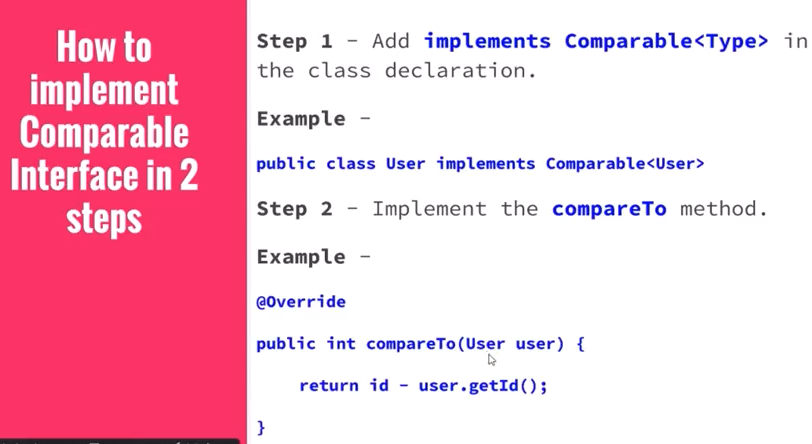 How to
implement
Comparable
Interface in 2
steps
Step 1 - Add implements Comparable<Type> in
the class declaration.
Example -
public class User implements Comparable<User>
Step 2 - Implement the compareTo method.
Example -
@Override
public int compareTo(User user) {
return id - user.getId();
}